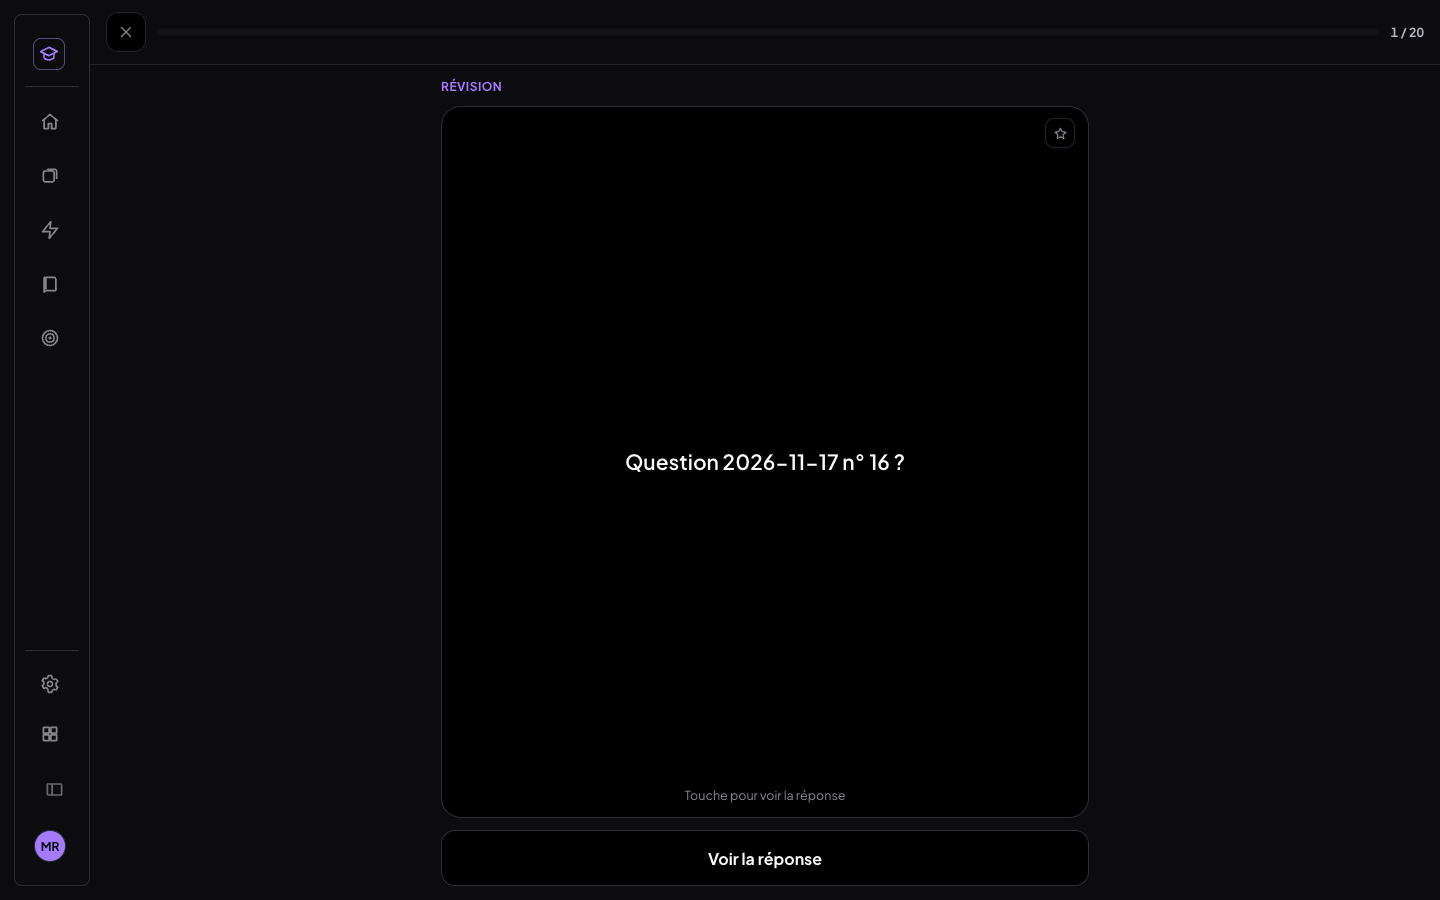 1 / 20
RÉVISION
Question 2026-11-17 n° 16 ?
Touche pour voir la réponse
Voir la réponse
MR